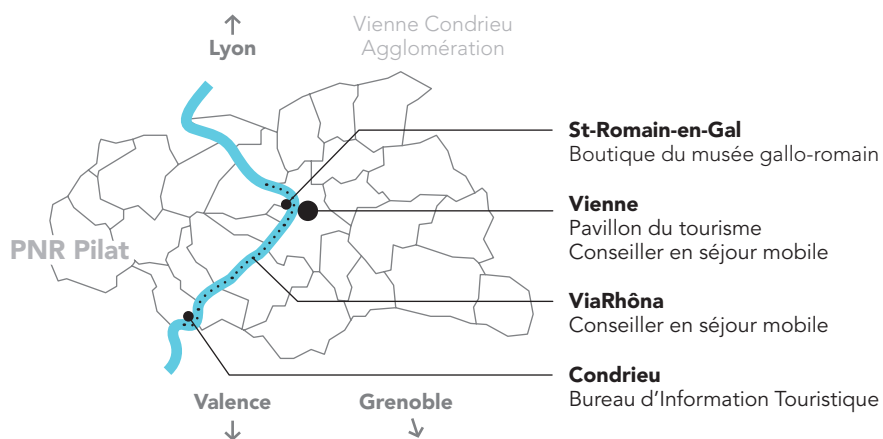 Lyon
Vienne Condrieu
Agglomération
St-Romain-en-Gal
Boutique du musée gallo-romain
Vienne
Pavillon du tourisme
Conseiller en séjour mobile
PNR Pilat
ViaRhôna
Conseiller en séjour mobile
Condrieu
Bureau d'Information Touristique
Valence
Grenoble